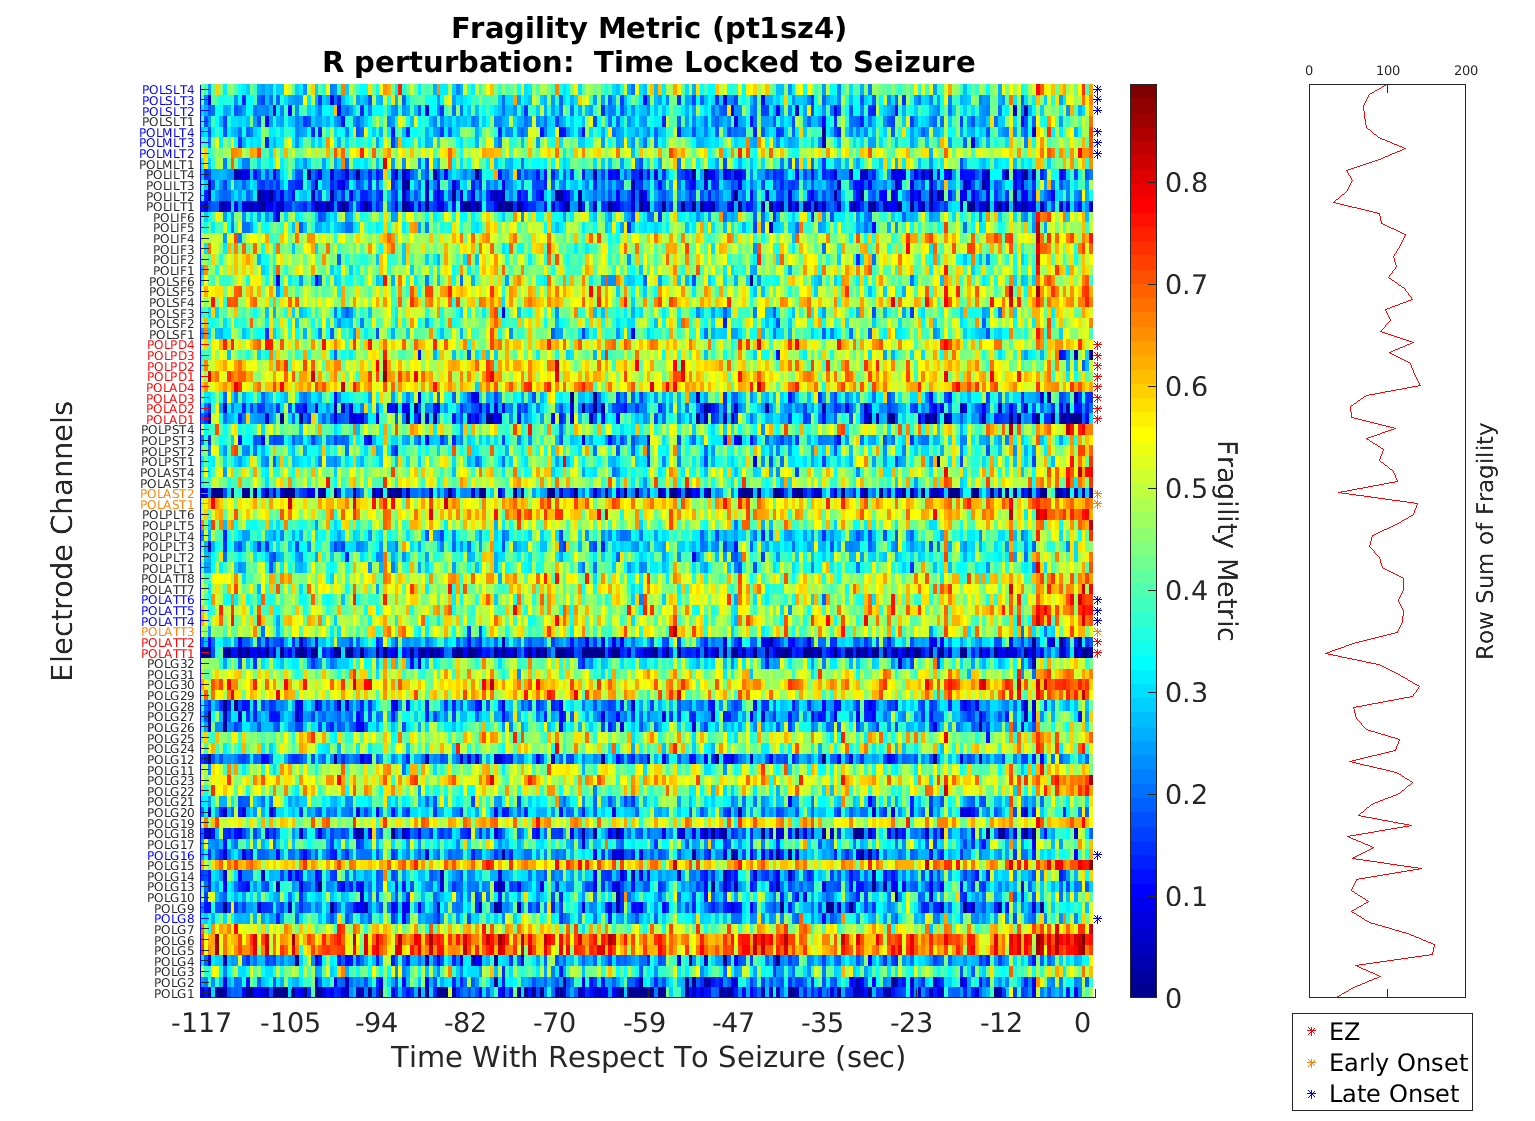 Fragility Metric (pt1sz4)
R perturbation:  Time Locked to Seizure
0 100 200
POLSLT4
POLSLT3
POLSLT2
POLSLT1
POLMLT4
POLMLT3
POLMLT2
POLMLT1
POLILT4
POLILT3
POLILT2
POLILT1
POLIF6
POLIF5
POLIF4
POLIF3
POLIF2
POLIF1
POLSF6
POLSF5
POLSF4
POLSF3
POLSF2
POLSF1
POLPD4
POLPD3
POLPD2
POLPD1
POLAD4
POLAD3
POLAD2
POLAD1
POLPST4
POLPST3
POLPST2
POLPST1
POLAST4
POLAST3
POLAST2
POLAST1
POLPLT6
POLPLT5
POLPLT4
POLPLT3
POLPLT2
POLPLT1
POLATT8
POLATT7
POLATT6
POLATT5
POLATT4
POLATT3
POLATT2
POLATT1
POLG32
POLG31
POLG30
POLG29
POLG28
POLG27
POLG26
POLG25
POLG24
POLG12
POLG11
POLG23
POLG22
POLG21
POLG20
POLG19
POLG18
POLG17
POLG16
POLG15
POLG14
POLG13
POLG10
POLG9
POLG8
POLG7
POLG6
POLG5
POLG4
POLG3
POLG2
POLG1
Electrode Channels
-117 -105 -94 -82 -70 -59 -47 -35 -23 -12 0
Time With Respect To Seizure (sec)
0.8
0.7
0.6
0.5
0.4
0.3
0.2
0.1
0
Fragility Metric
Row Sum of Fragility
EZ
Early Onset
Late Onset